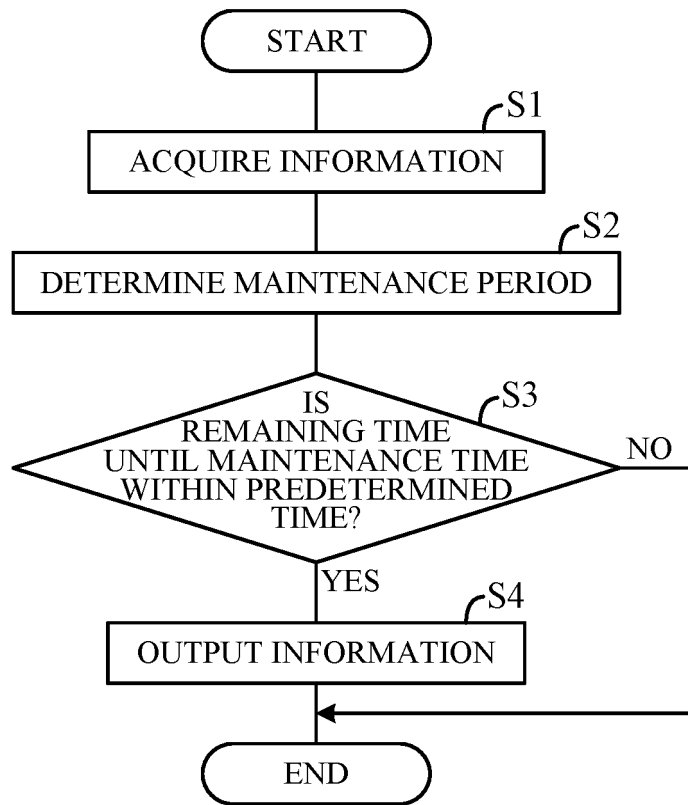 START
S1
ACQUIRE INFORMATION
S2
DETERMINE MAINTENANCE PERIOD
S3
IS
REMAINING TIME
UNTIL MAINTENANCE TIME
WITHIN PREDETERMINED
TIME?
NO
YES
S4
OUTPUT INFORMATION
END